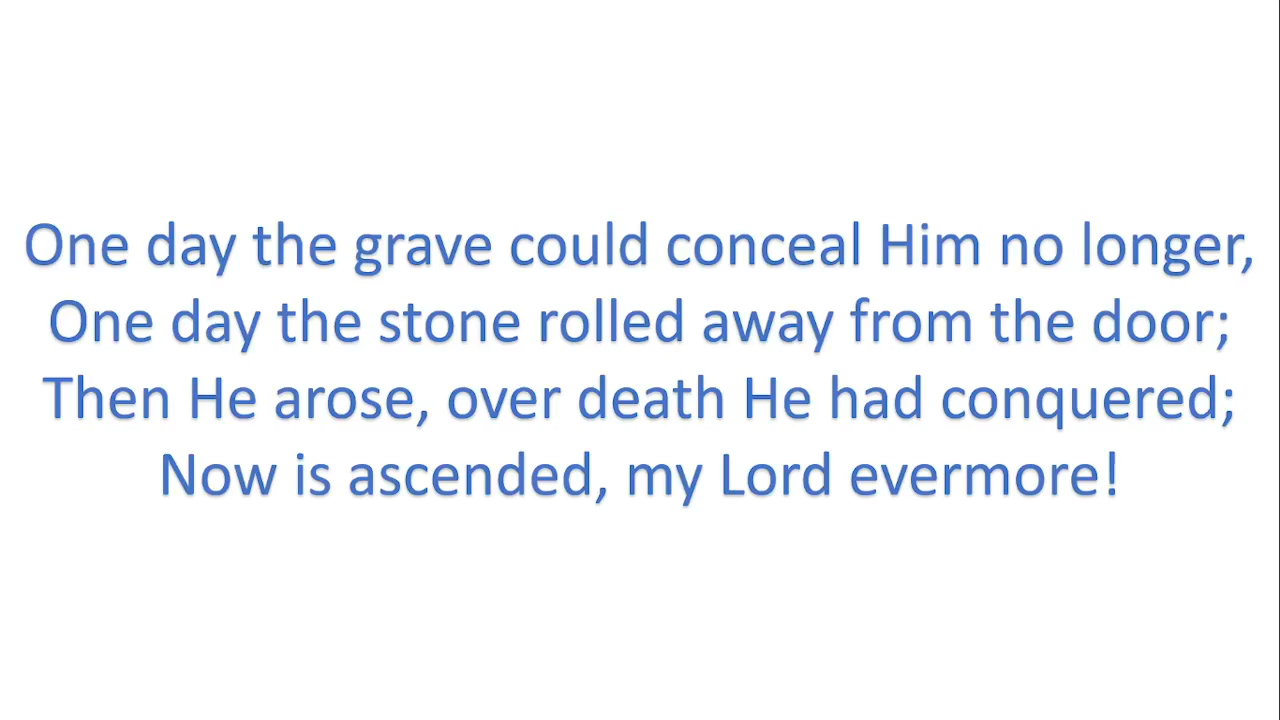 One day the grave could conceal Him no longer,
One day the stone rolled away from the door;
Then He arose, over death He had conquered;
Now is ascended, my Lord evermore!